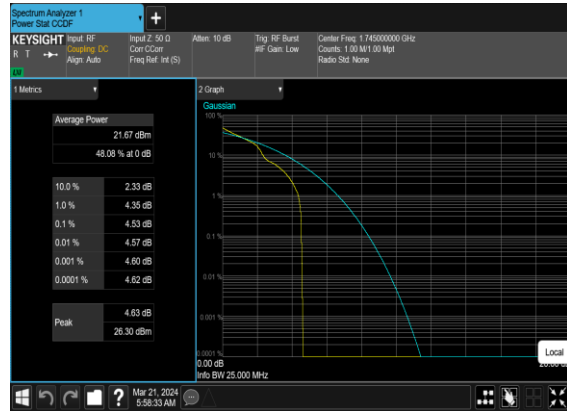 Spectrum Analyzer 1
Power Stat CCDF
KEYSIGHT
R T
Input: RF
Coupling: DC
Align: Auto
Input Z: 50 Ω
Corr CCorr
Freq Ref: Int (S)
Atten: 10 dB
Trig: RF Burst
#IF Gain: Low
Center Freq: 1.745000000 GHz
Counts: 1.00 M/1.00 Mpt
Radio Std: None
1 Metrics
Average Power
21.67 dBm
48.08 % at 0 dB
10.0 % 2.33 dB
1.0 % 4.35 dB
0.1 % 4.53 dB
0.01 % 4.57 dB
0.001 % 4.60 dB
0.0001 % 4.62 dB
Peak
4.63 dB
26.30 dBm
2 Graph
Gaussian
100 %
10 %
1 %
0.1 %
0.01 %
0.001 %
0.0001 %
0.00 dB
Info BW 25.000 MHz
Local
Mar 21, 2024
5:58:33 AM